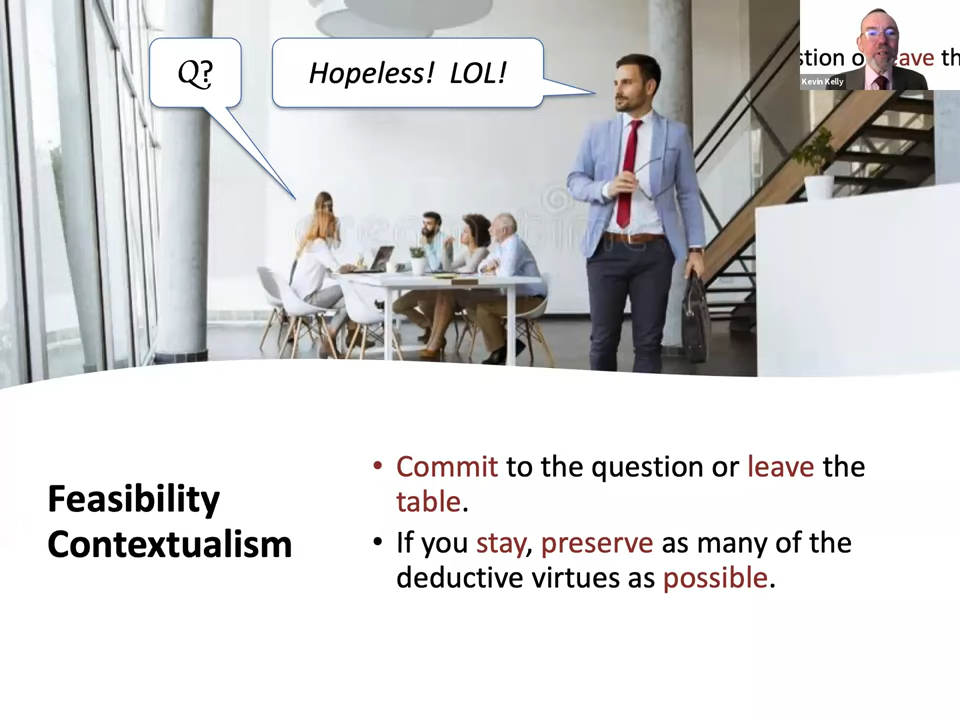 Q?
Hopeless! LOL!
stion o
ave th
Kevin Kelly
Feasibility
Contextualism
• Commit to the question or leave the
table.
• If you stay, preserve as many of the
deductive virtues as possible.